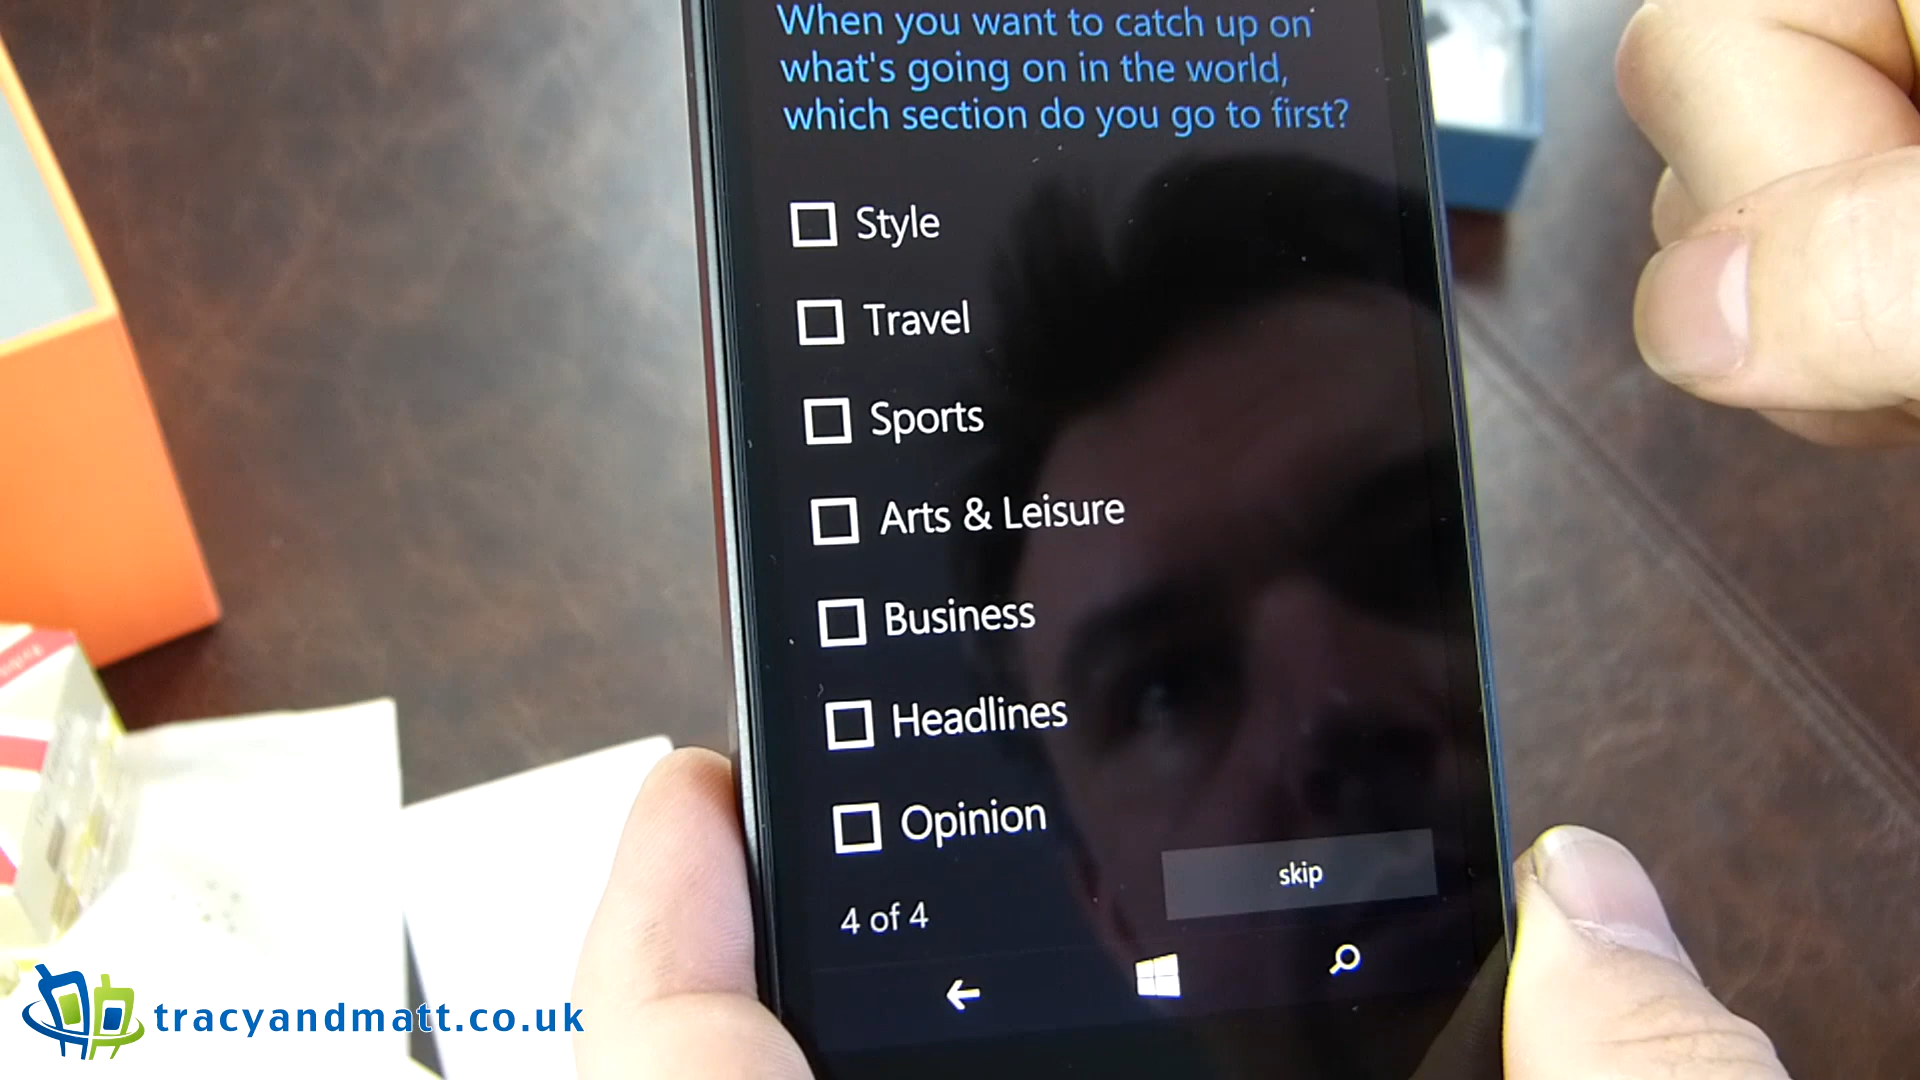 When you want to catch up on
what's going on in the world,
which section do you go to first?
Style
Travel
Sports
Arts & Leisure
Business
Headlines
Opinion
skip
4 of 4
tracyandmatt.co.uk